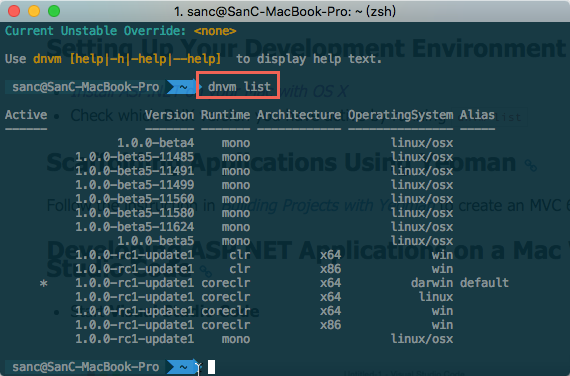 1. sanc@SanC-MacBook-Pro: ~ (zsh)
Current Unstable Override: <none>
Use dnvm [help|-h|-help|--help] to display help text.
sanc@SanC-MacBook-Pro ~ dnvm list
Active Version Runtime Architecture OperatingSystem Alias
------ ------- ------- ------------ --------------- -----
1.0.0-beta4 mono linux/osx
1.0.0-beta5-11485 mono linux/osx
1.0.0-beta5-11491 mono linux/osx
1.0.0-beta5-11499 mono linux/osx
1.0.0-beta5-11560 mono linux/osx
1.0.0-beta5-11580 mono linux/osx
1.0.0-beta5-11624 mono linux/osx
1.0.0-beta5 mono linux/osx
1.0.0-rc1-update1 clr x64 win
1.0.0-rc1-update1 clr x86 win
* 1.0.0-rc1-update1 coreclr x64 darwin default
1.0.0-rc1-update1 coreclr x64 linux
1.0.0-rc1-update1 coreclr x64 win
1.0.0-rc1-update1 coreclr x86 win
1.0.0-rc1-update1 mono linux/osx
sanc@SanC-MacBook-Pro ~